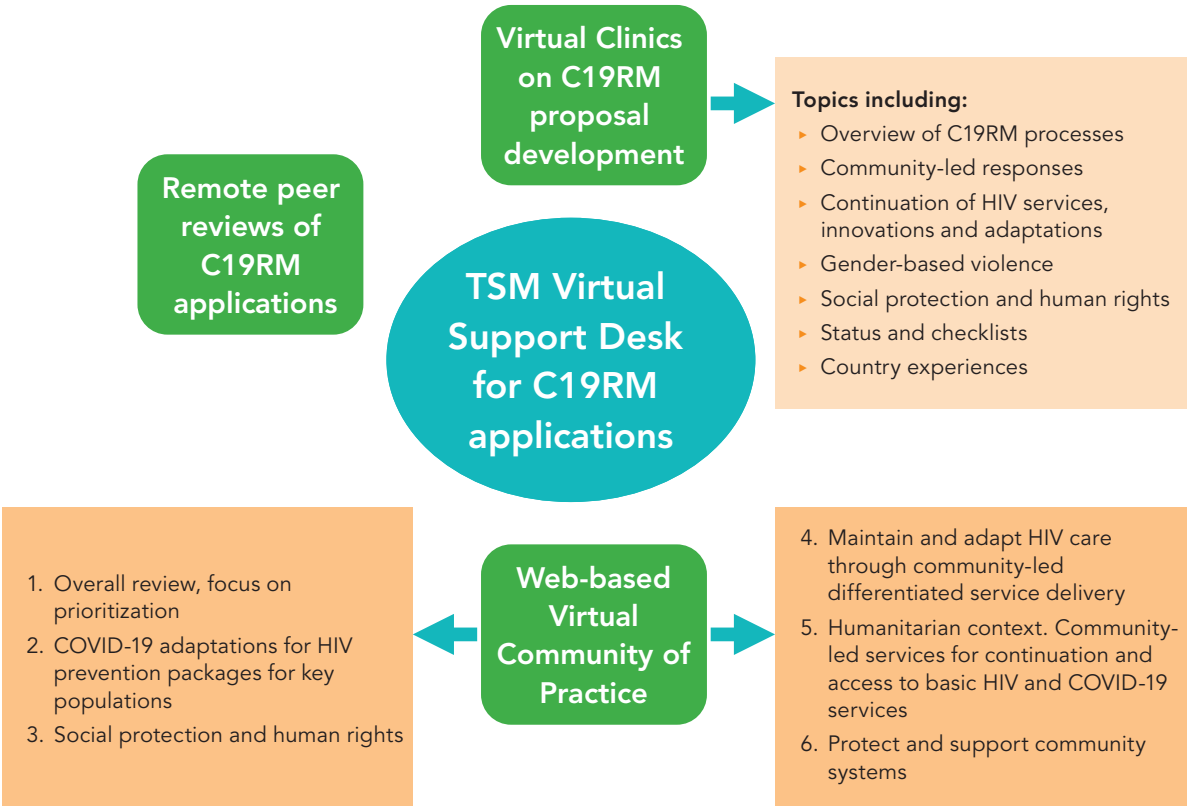 Virtual Clinics
on C19RM
proposal
development
Topics including:
▸ Overview of C19RM processes
▸ Community-led responses
▸ Continuation of HIV services,
innovations and adaptations
▸ Gender-based violence
▸ Social protection and human rights
▸ Status and checklists
▸ Country experiences
Remote peer
reviews of
C19RM
applications
TSM Virtual
Support Desk
for C19RM
applications
1. Overall review, focus on
prioritization
2. COVID-19 adaptations for HIV
prevention packages for key
populations
3. Social protection and human rights
Web-based
Virtual
Community of
Practice
4. Maintain and adapt HIV care
through community-led
differentiated service delivery
5. Humanitarian context. Community-
led services for continuation and
access to basic HIV and COVID-19
services
6. Protect and support community
systems